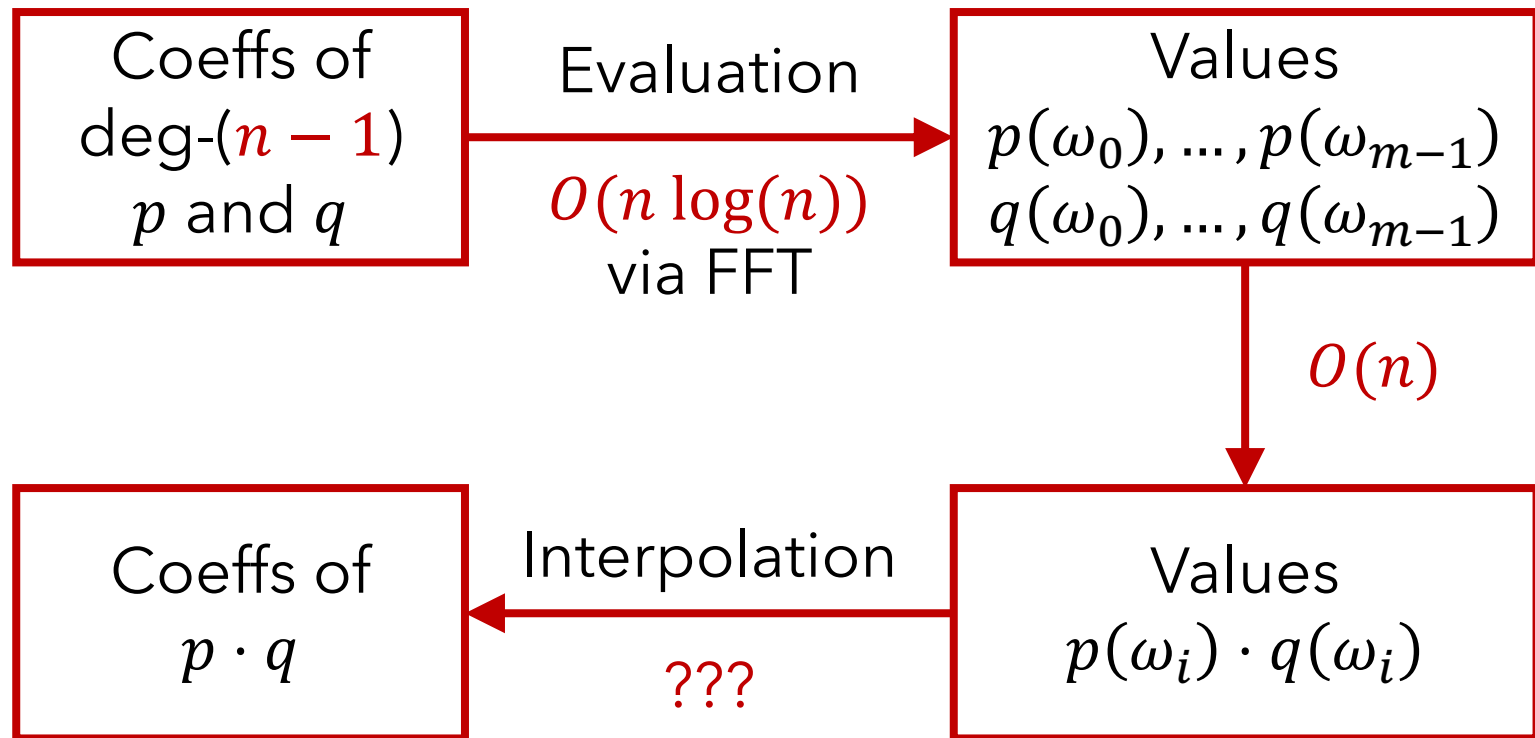 Coeffs of
deg-(n − 1)
p and q
Evaluation
O(n log(n))
via FFT
Values
p(ω₀), … , p(ωₘ₋₁)
q(ω₀), … , q(ωₘ₋₁)
O(n)
Coeffs of
p · q
Interpolation
???
Values
p(ωᵢ) · q(ωᵢ)